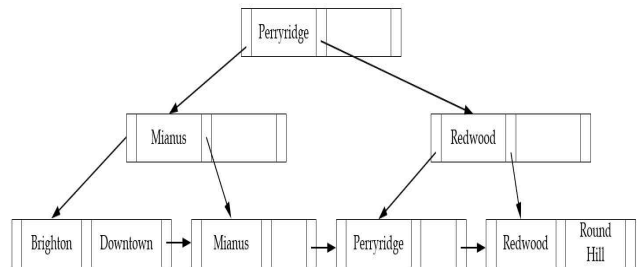 Perryridge
Mianus Redwood
Brighton Downtown Mianus Perryridge Redwood Round
Hill